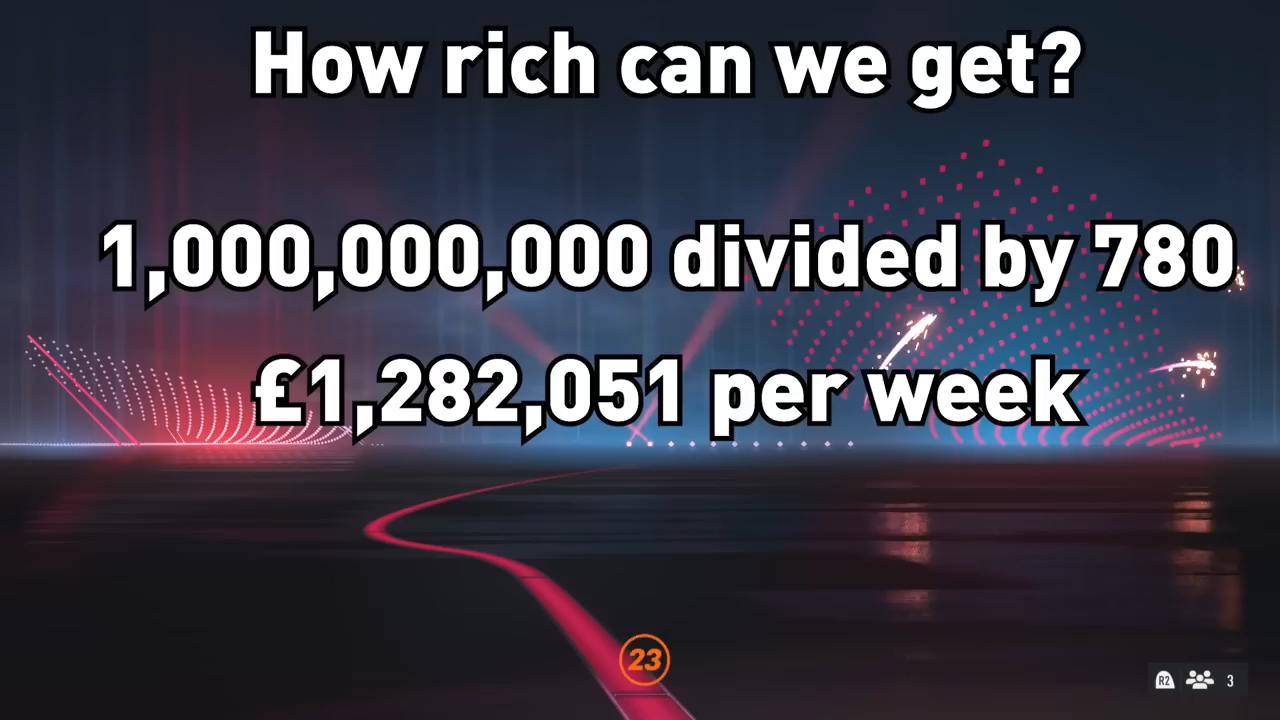 How rich can we get?
1,000,000,000 divided by 780
£1,282,051 per week
23
R2 3